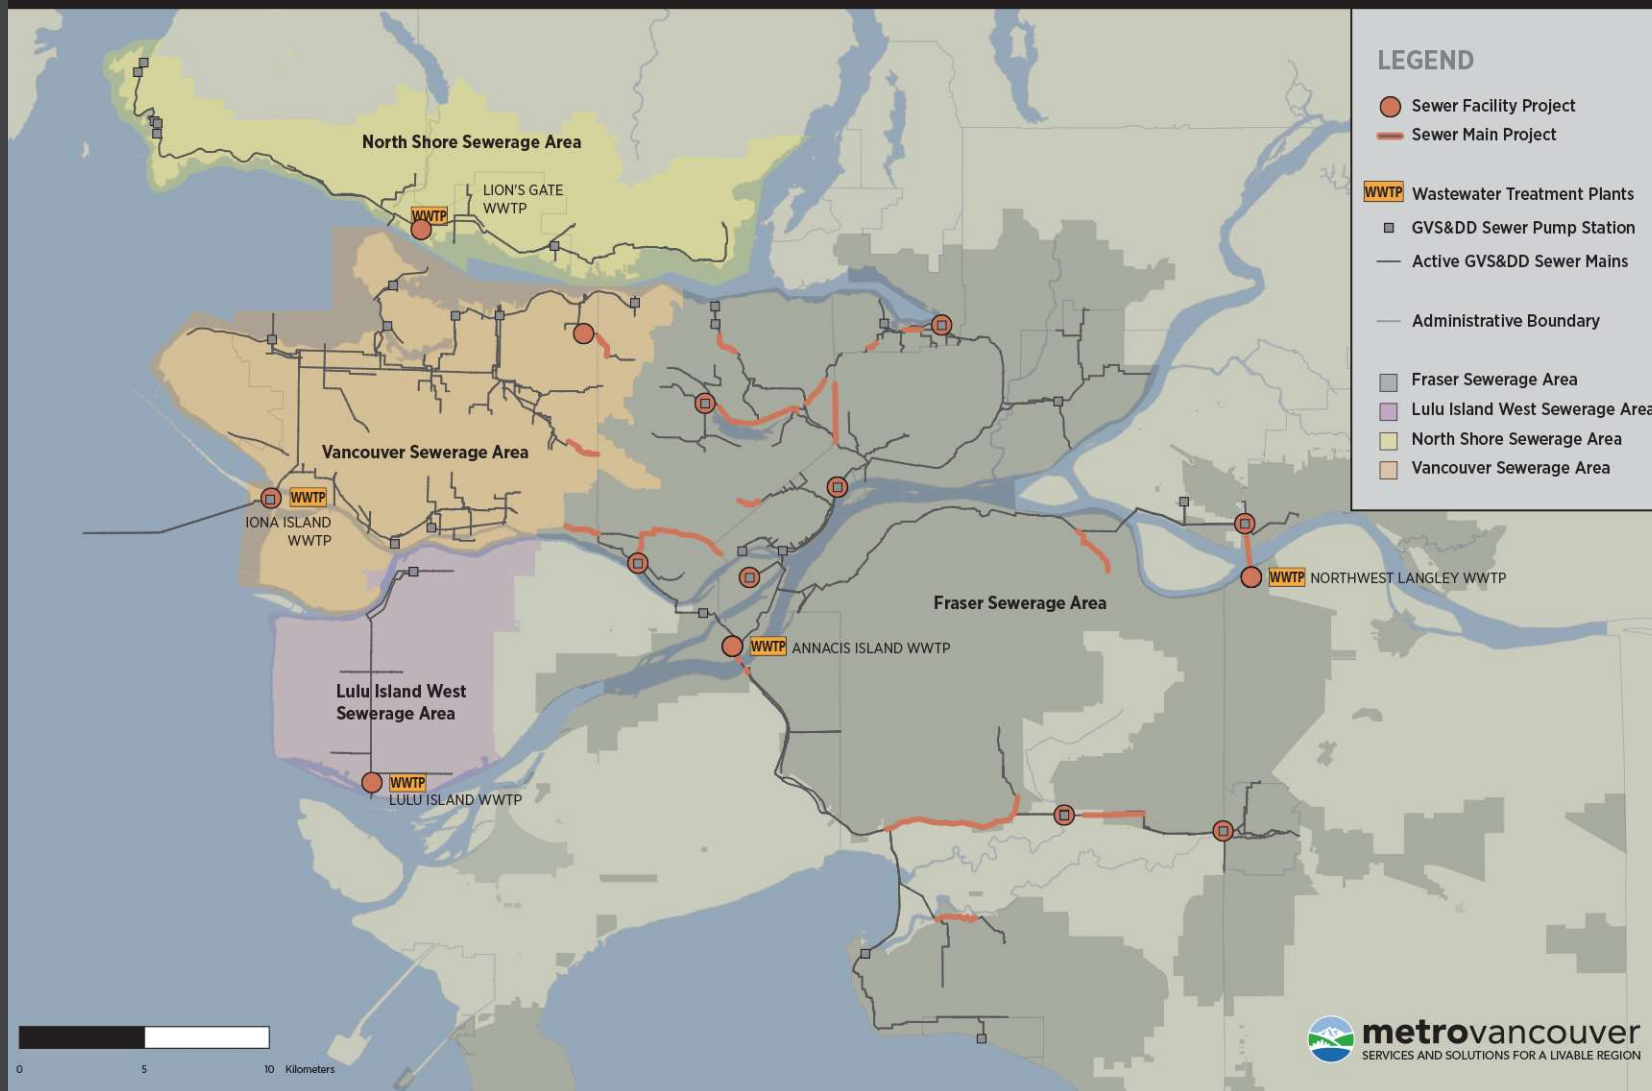 LEGEND
Sewer Facility Project
Sewer Main Project
WWTP Wastewater Treatment Plants
GVS&DD Sewer Pump Station
Active GVS&DD Sewer Mains
Administrative Boundary
Fraser Sewerage Area
Lulu Island West Sewerage Area
North Shore Sewerage Area
Vancouver Sewerage Area
North Shore Sewerage Area
LION'S GATE
WWTP
WWTP
Vancouver Sewerage Area
WWTP
IONA ISLAND
WWTP
WWTP NORTHWEST LANGLEY WWTP
Fraser Sewerage Area
WWTP ANNACIS ISLAND WWTP
Lulu Island West
Sewerage Area
WWTP
LULU ISLAND WWTP
0 5 10 Kilometers
metrovancouver
SERVICES AND SOLUTIONS FOR A LIVABLE REGION